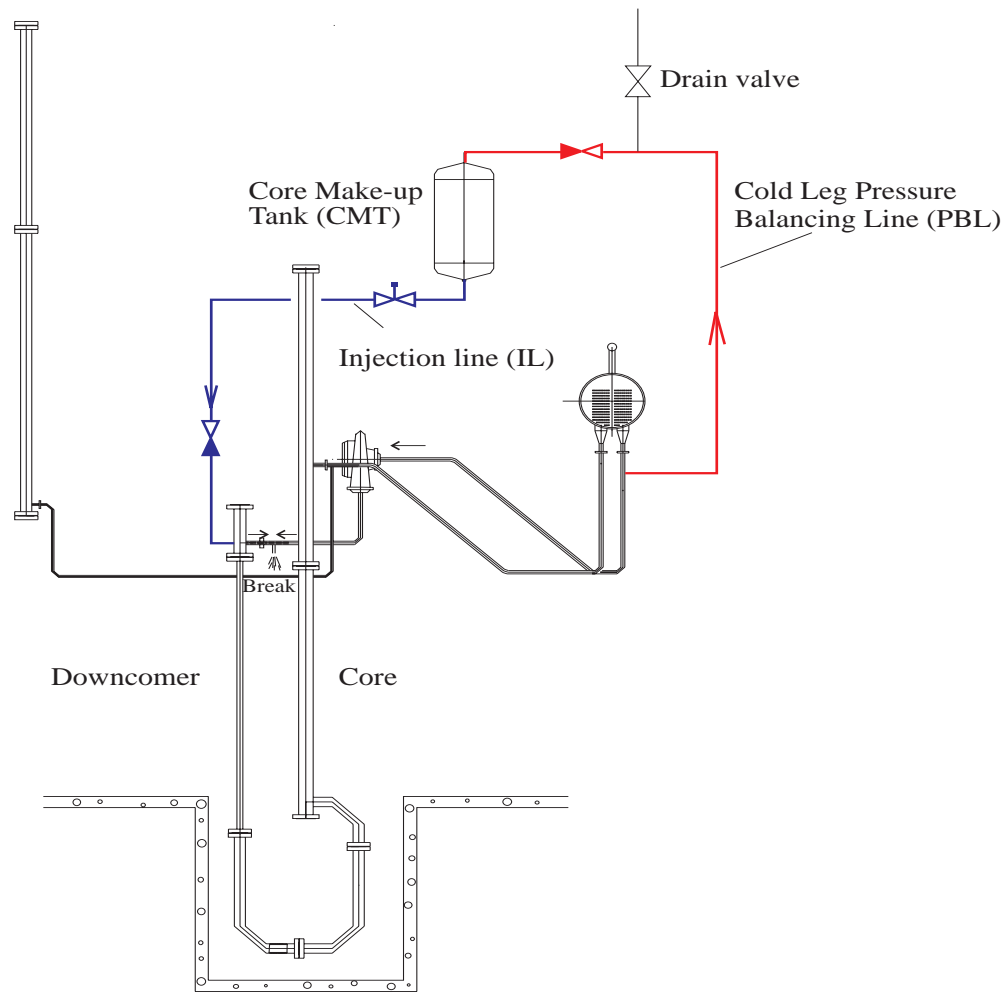 Drain valve
Core Make-up
Tank (CMT)
Cold Leg Pressure
Balancing Line (PBL)
Injection line (IL)
Break
Downcomer
Core